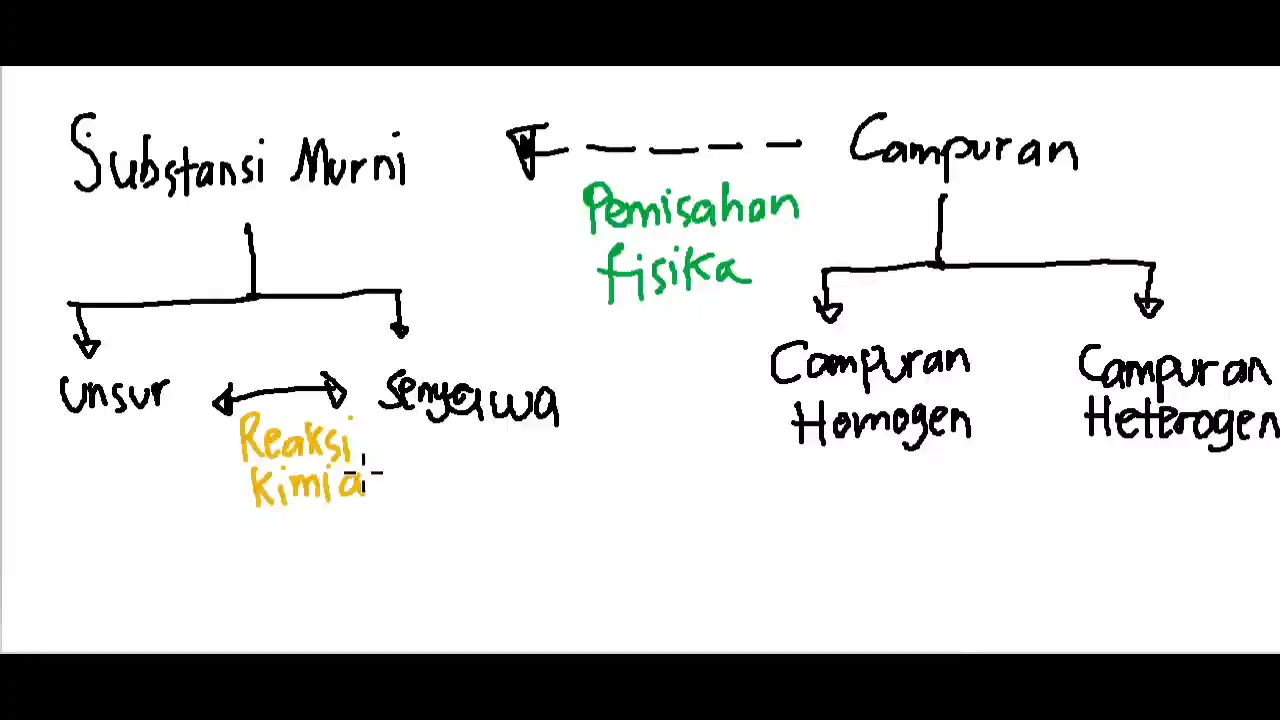 Substansi Murni
Campuran
Pemisahan
fisika
Unsur
Senyawa
Reaksi
kimia
Campuran
Homogen
Campuran
Heterogen